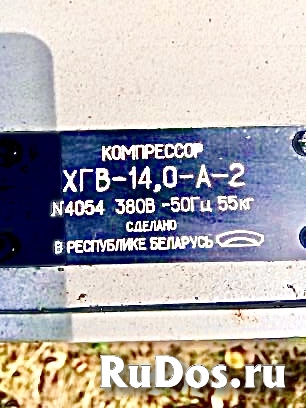 КОМПРЕССОР
ХГВ-14,0-А-2
N4054 380В -50Гц 55кг
СДЕЛАНО
В РЕСПУБЛИКЕ БЕЛАРУСЬ
RuDos.ru